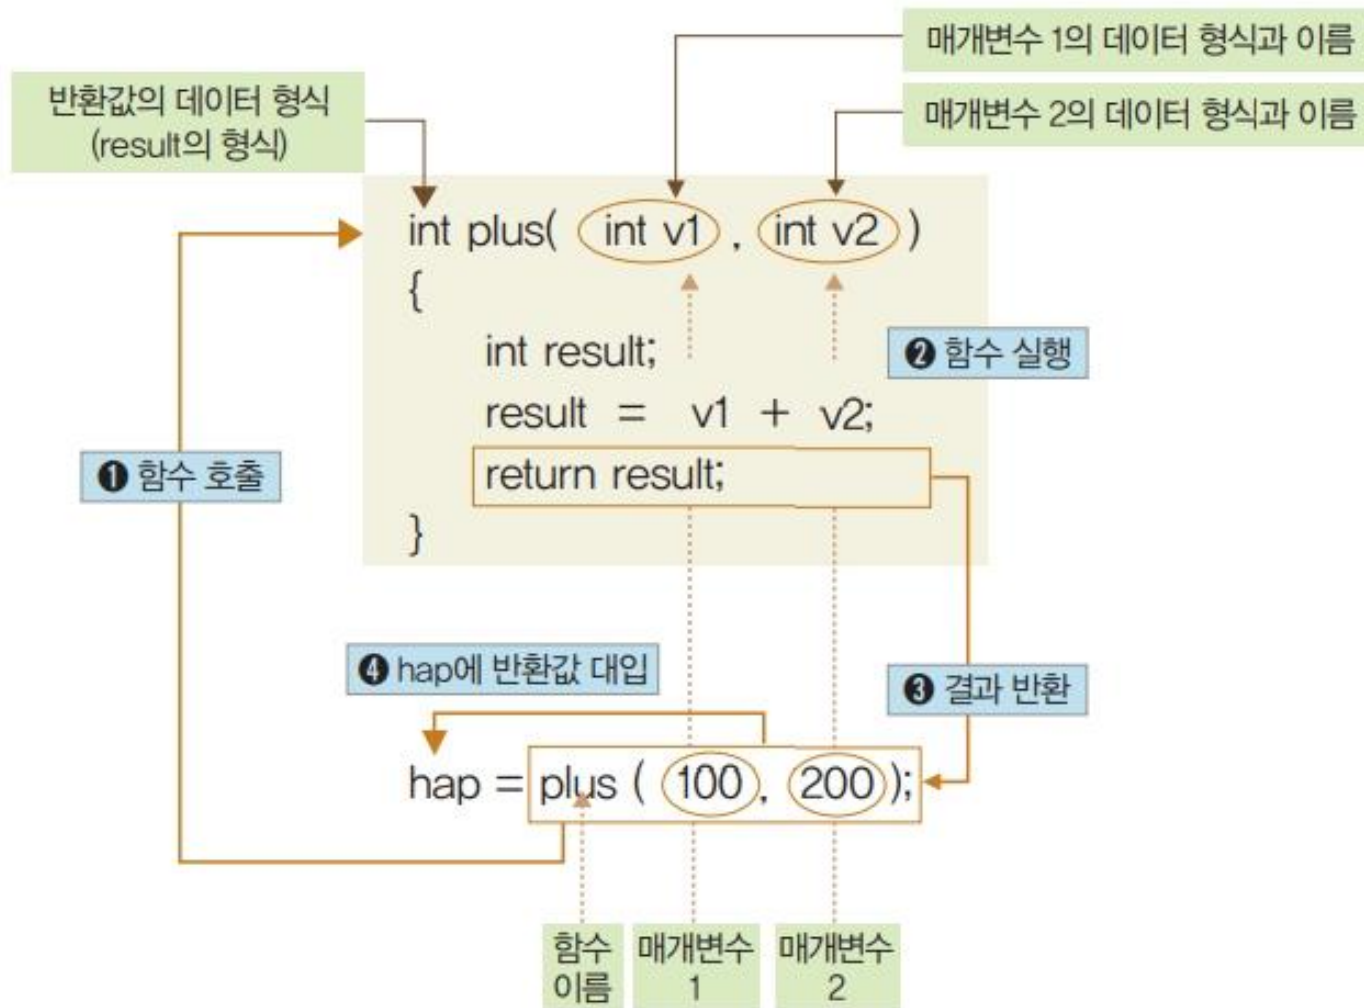 매개변수 1의 데이터 형식과 이름
반환값의 데이터 형식
(result의 형식)
매개변수 2의 데이터 형식과 이름
int plus( int v1 , int v2 )
{
int result;
❷ 함수 실행
result = v1 + v2;
❶ 함수 호출
return result;
}
❹ hap에 반환값 대입
❸ 결과 반환
hap = plus ( 100, 200 );
함수
이름
매개변수
1
매개변수
2